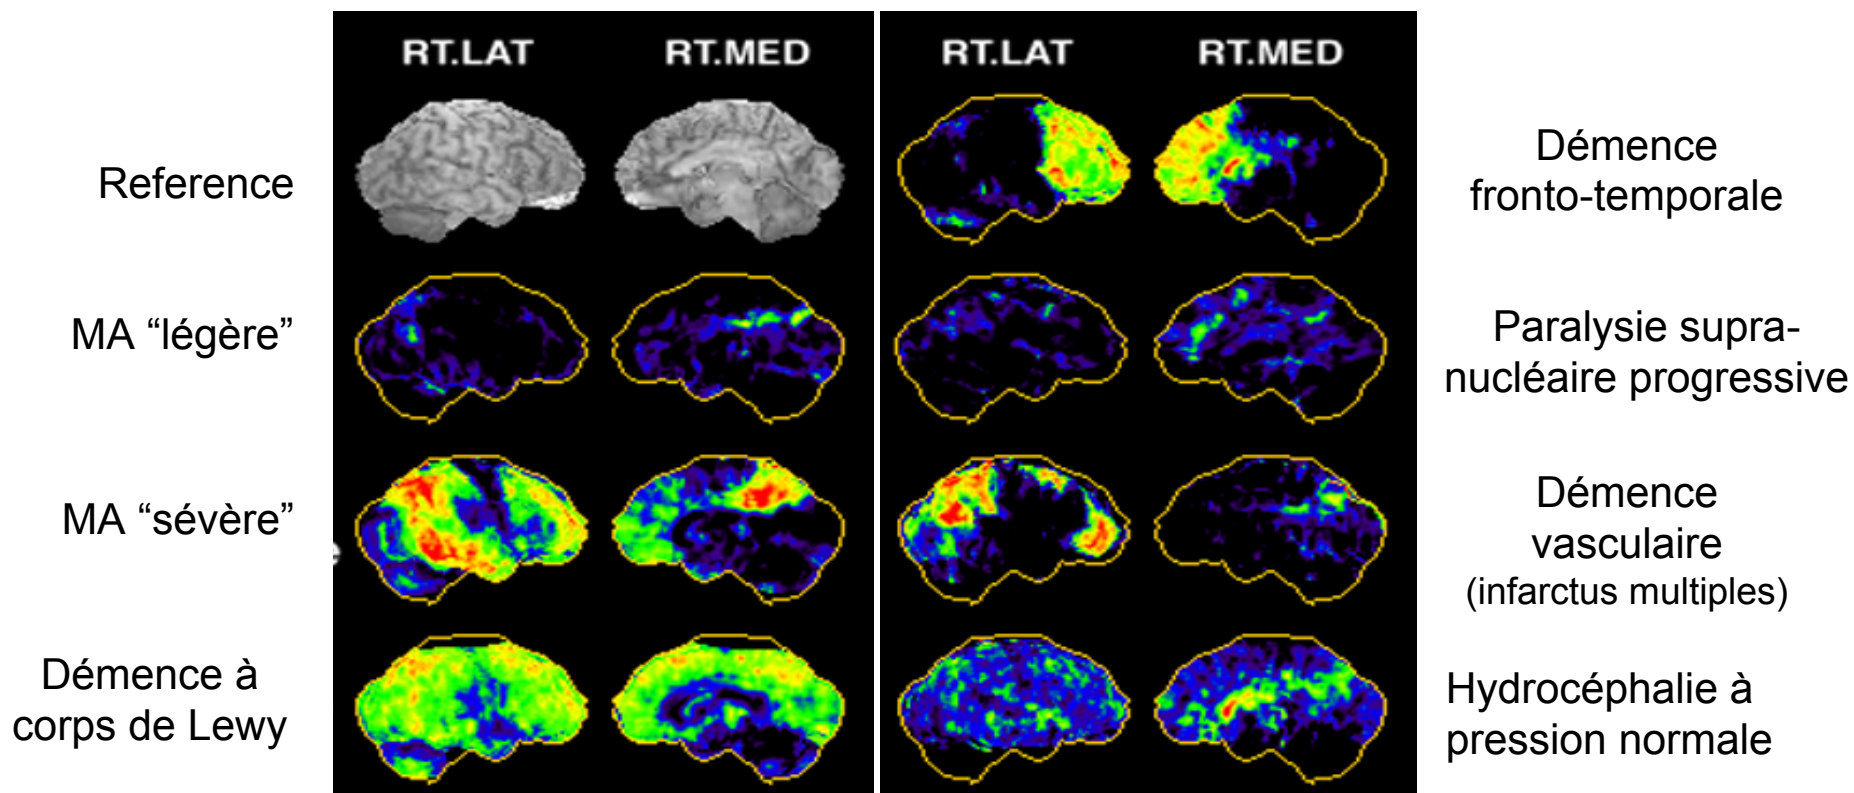 RT.LAT
RT.MED
RT.LAT
RT.MED
Reference
MA “légère”
MA “sévère”
Démence à
corps de Lewy
Démence
fronto-temporale
Paralysie supra-
nucléaire progressive
Démence
vasculaire
(infarctus multiples)
Hydrocéphalie à
pression normale